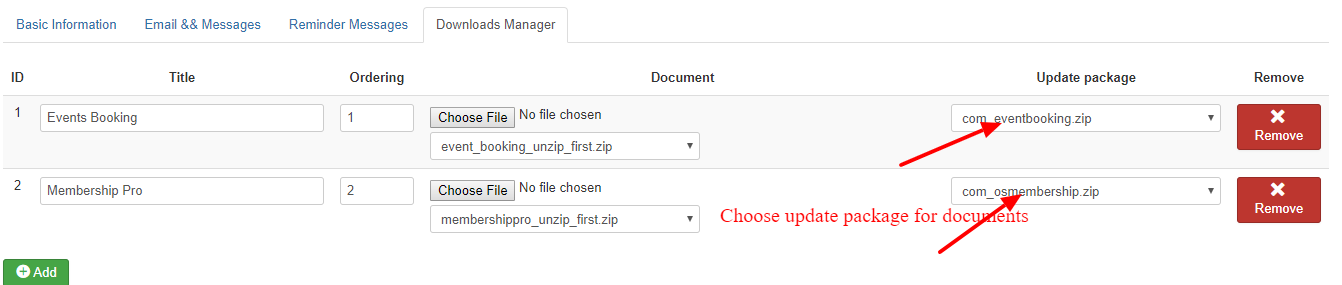 Basic Information Email && Messages Reminder Messages Downloads Manager
ID Title Ordering Document Update package Remove
1 Events Booking 1 Choose File No file chosen com_eventbooking.zip Remove
event_booking_unzip_first.zip
2 Membership Pro 2 Choose File No file chosen com_osmembership.zip Remove
membershippro_unzip_first.zip
Choose update package for documents
Add